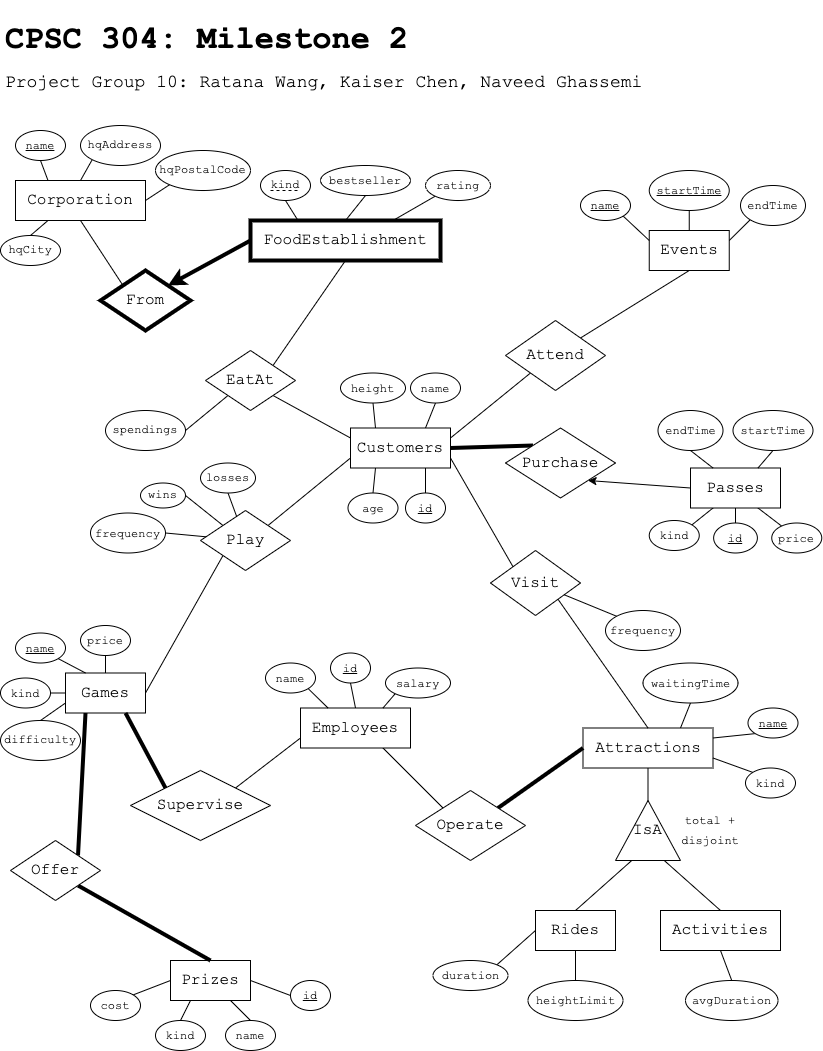 CPSC 304: Milestone 2
Project Group 10: Ratana Wang, Kaiser Chen, Naveed Ghassemi
name
hqAddress
hqPostalCode
Corporation
hqCity
kind
bestseller
rating
FoodEstablishment
From
name
startTime
endTime
Events
Attend
EatAt
spendings
height
name
Customers
age
id
Purchase
endTime
startTime
Passes
kind
id
price
losses
wins
frequency
Play
Visit
frequency
name
price
kind
Games
difficulty
name
id
salary
Employees
waitingTime
name
Attractions
kind
Supervise
Operate
IsA
total +
disjoint
Offer
Rides
Activities
duration
heightLimit
avgDuration
Prizes
cost
id
kind
name